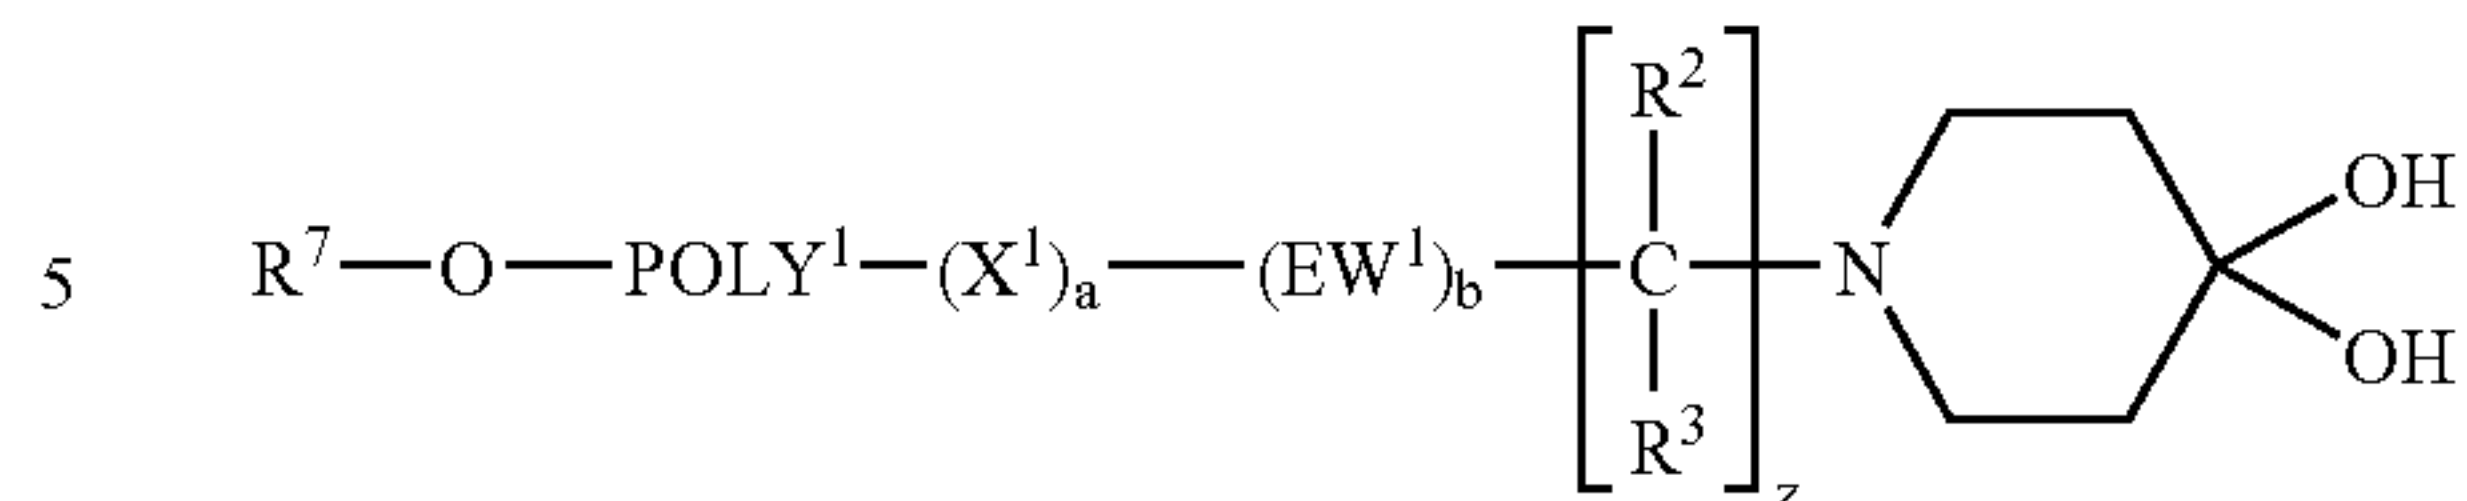 R²
OH
5 R⁷—O—POLY¹—(X¹)ₐ—(EW¹)b—C—N
OH
R³
z